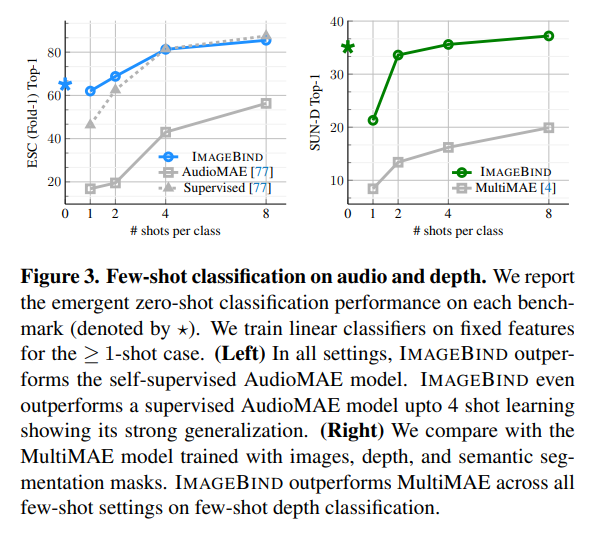 ESC (Fold-1) Top-1
80
60
40
20
0 1 2 4 8
# shots per class
IMAGEBIND
AudioMAE [77]
Supervised [77]
SUN-D Top-1
40
30
20
10
0 1 2 4 8
# shots per class
IMAGEBIND
MultiMAE [4]
Figure 3. Few-shot classification on audio and depth. We report
the emergent zero-shot classification performance on each bench-
mark (denoted by ⋆). We train linear classifiers on fixed features
for the ≥ 1-shot case. (Left) In all settings, IMAGEBIND outper-
forms the self-supervised AudioMAE model. IMAGEBIND even
outperforms a supervised AudioMAE model upto 4 shot learning
showing its strong generalization. (Right) We compare with the
MultiMAE model trained with images, depth, and semantic seg-
mentation masks. IMAGEBIND outperforms MultiMAE across all
few-shot settings on few-shot depth classification.